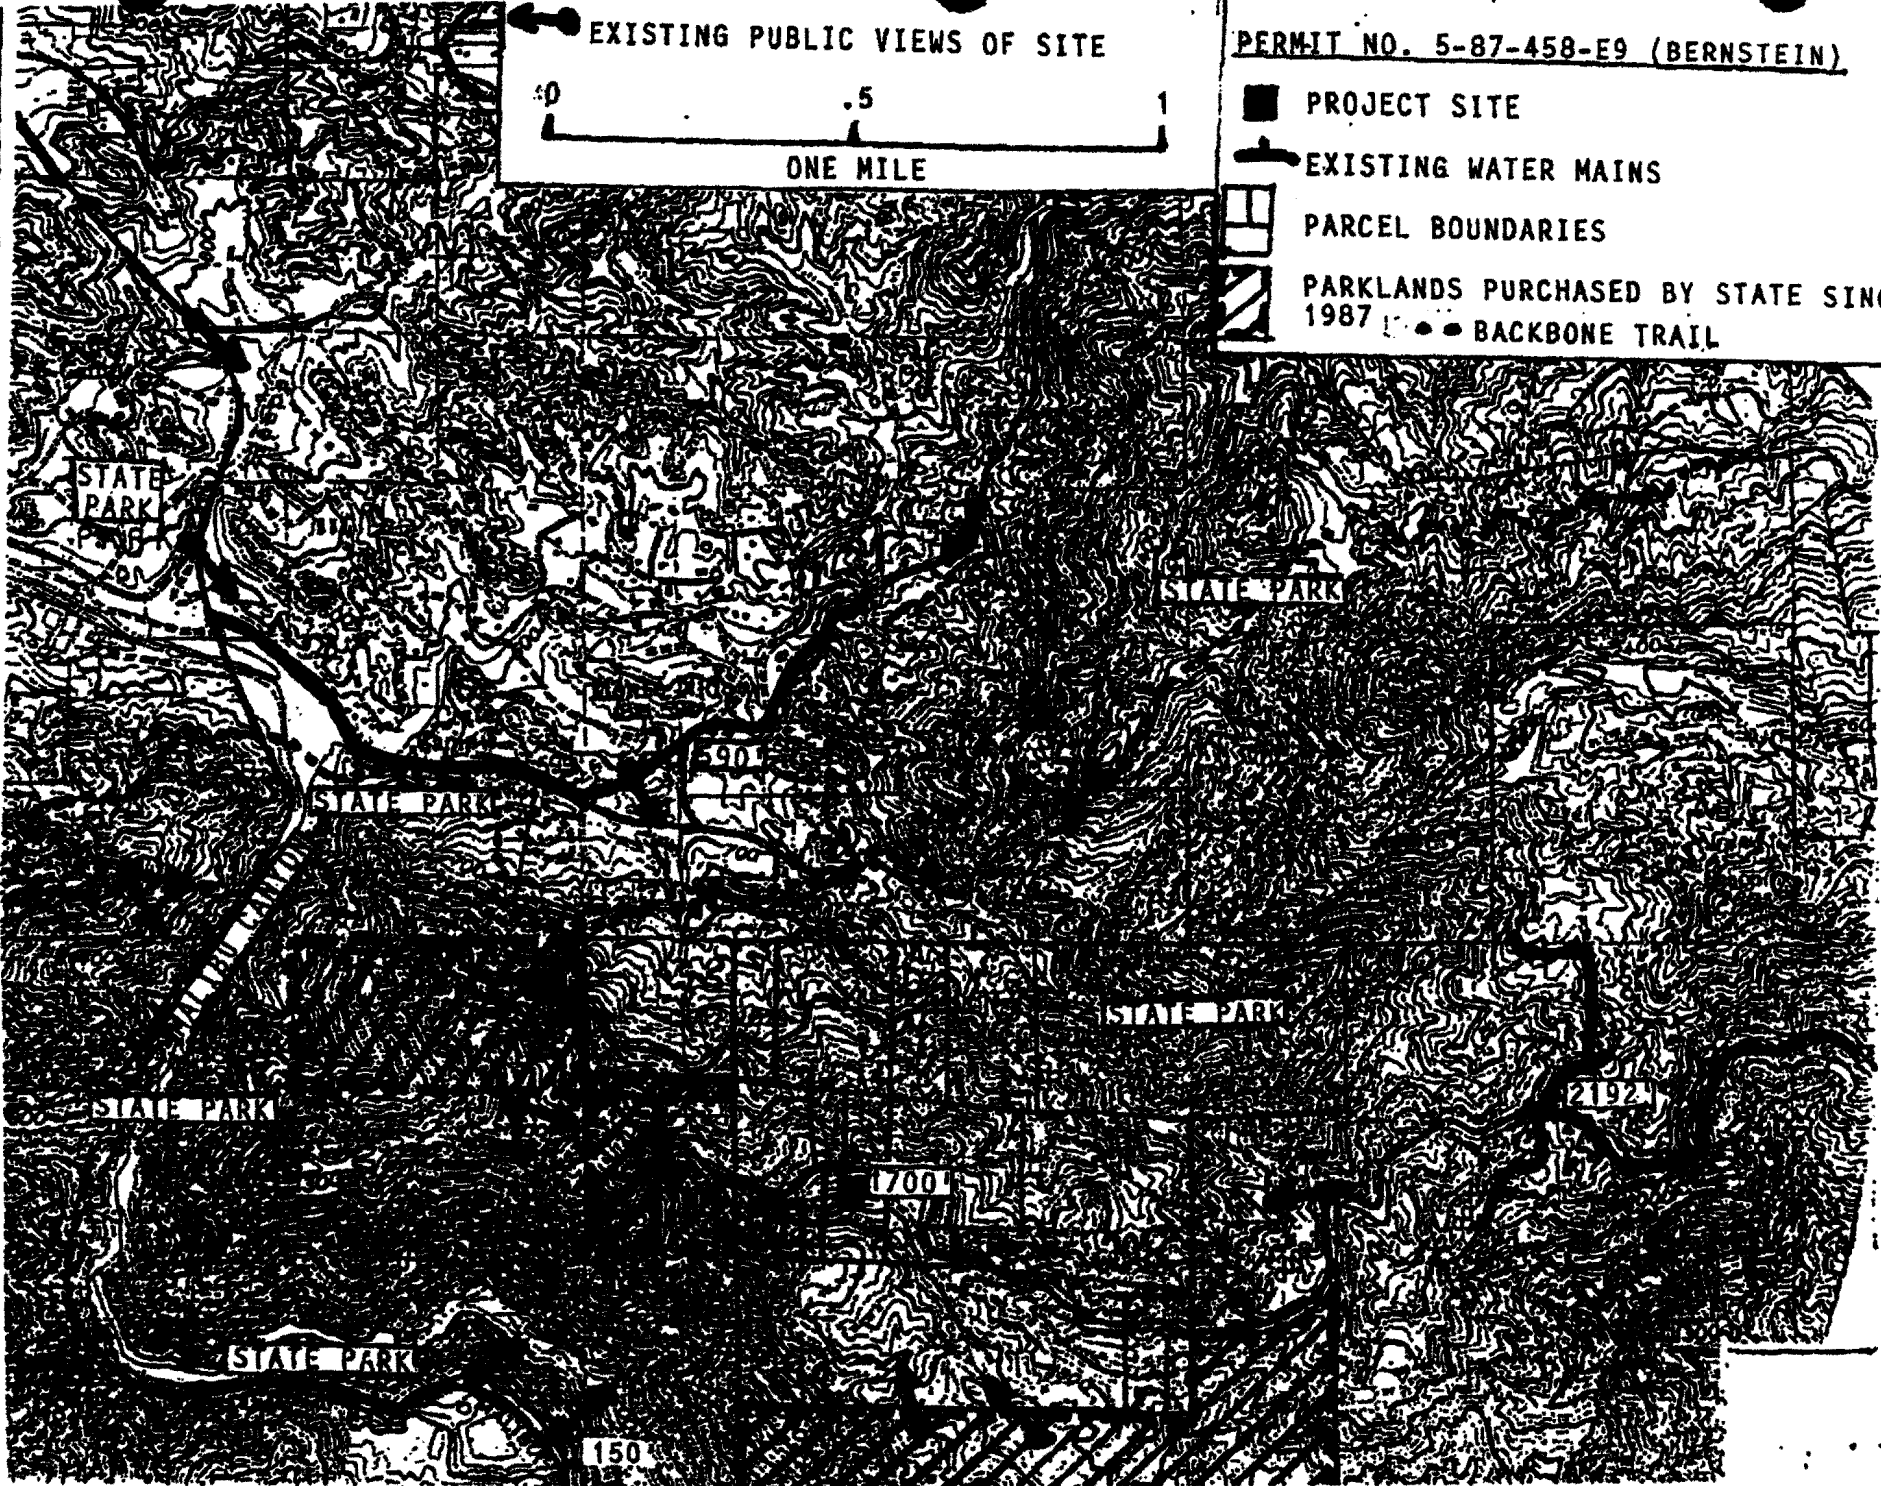 EXISTING PUBLIC VIEWS OF SITE
0 .5 1
ONE MILE
PERMIT NO. 5-87-458-E9 (BERNSTEIN)
PROJECT SITE
EXISTING WATER MAINS
PARCEL BOUNDARIES
PARKLANDS PURCHASED BY STATE
1987
BACKBONE TRAIL
STATE
PARK
STATE PARK
590'
STATE PARK
STATE PARK
2192'
STATE PARK
1700'
STATE PARK
150